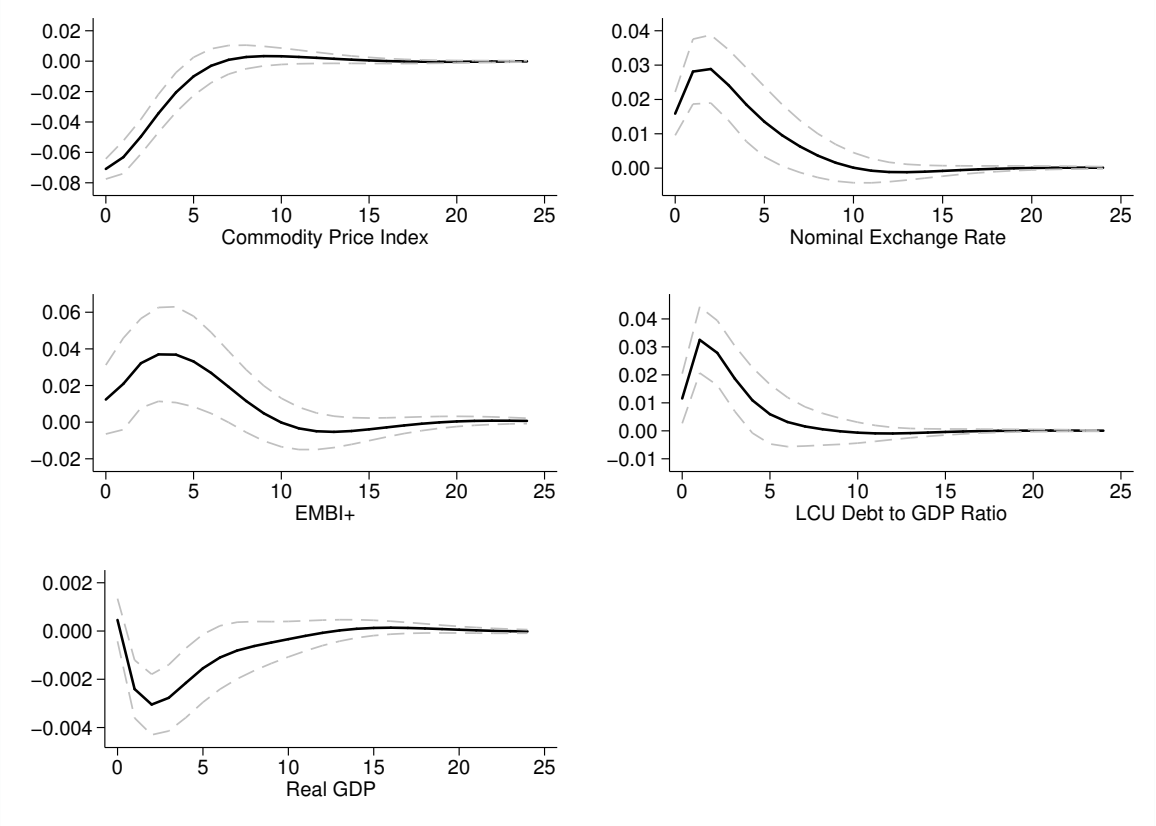 0.02
0.00
−0.02
−0.04
−0.06
−0.08
0 5 10 15 20 25
Commodity Price Index
0.04
0.03
0.02
0.01
0.00
0 5 10 15 20 25
Nominal Exchange Rate
0.06
0.04
0.02
0.00
−0.02
0 5 10 15 20 25
EMBI+
0.04
0.03
0.02
0.01
0.00
−0.01
0 5 10 15 20 25
LCU Debt to GDP Ratio
0.002
0.000
−0.002
−0.004
0 5 10 15 20 25
Real GDP